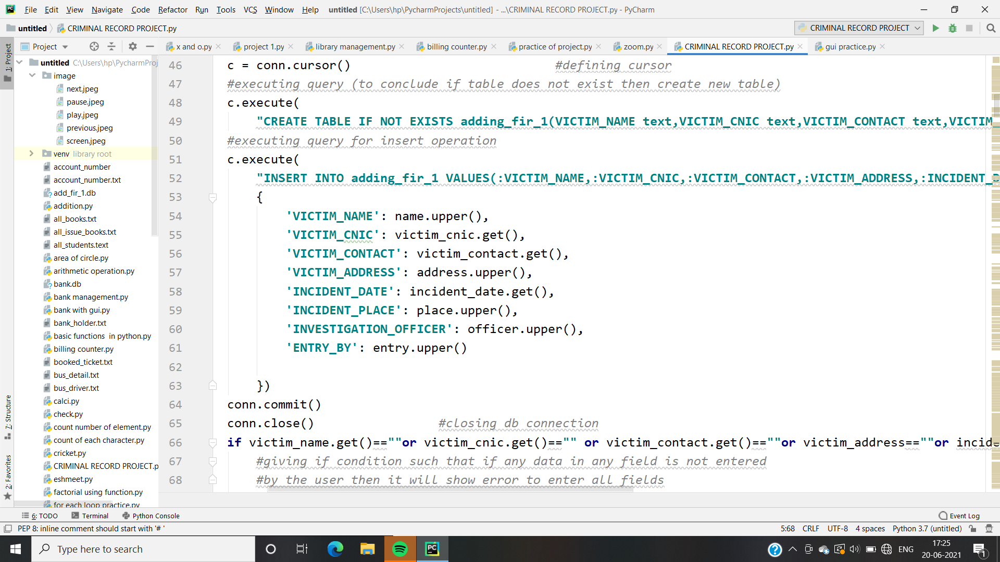 File Edit View Navigate Code Refactor Run Tools VCS Window Help untitled [C:\Users\hp\PycharmProjects\untitled] - ...\CRIMINAL RECORD PROJECT.py - PyCharm
untitled CRIMINAL RECORD PROJECT.py CRIMINAL RECORD PROJECT
Project x and o.py project 1.py library management.py billing counter.py practice of project.py zoom.py CRIMINAL RECORD PROJECT.py gui practice.py
1: Project
7: Structure
2: Favorites
untitled C:\Users\hp\PycharmProj
image
next.jpeg
pause.jpeg
play.jpeg
previous.jpeg
screen.jpeg
venv library root
account_number
account_number.txt
add_fir_1.db
addition.py
all_books.txt
all_issue_books.txt
all_students.text
area of circle.py
arithmetic operation.py
bank.db
bank management.py
bank with gui.py
bank_holder.txt
basic functions  in python.py
billing counter.py
booked_ticket.txt
bus_detail.txt
bus_driver.txt
calci.py
check.py
count number of element.py
count of each character.py
cricket.py
CRIMINAL RECORD PROJECT.p
eshmeet.py
factorial using function.py
for each loop practice.py
46 c = conn.cursor() #defining cursor
47 #executing query (to conclude if table does not exist then create new table)
48 c.execute(
49 "CREATE TABLE IF NOT EXISTS adding_fir_1(VICTIM_NAME text,VICTIM_CNIC text,VICTIM_CONTACT text,VICTIM_
50 #executing query for insert operation
51 c.execute(
52 "INSERT INTO adding_fir_1 VALUES(:VICTIM_NAME,:VICTIM_CNIC,:VICTIM_CONTACT,:VICTIM_ADDRESS,:INCIDENT_D
53 {
54 'VICTIM_NAME': name.upper(),
55 'VICTIM_CNIC': victim_cnic.get(),
56 'VICTIM_CONTACT': victim_contact.get(),
57 'VICTIM_ADDRESS': address.upper(),
58 'INCIDENT_DATE': incident_date.get(),
59 'INCIDENT_PLACE': place.upper(),
60 'INVESTIGATION_OFFICER': officer.upper(),
61 'ENTRY_BY': entry.upper()
62
63 })
64 conn.commit()
65 conn.close() #closing db connection
66 if victim_name.get()==""or victim_cnic.get()=="" or victim_contact.get()==""or victim_address==""or incide
67 #giving if condition such that if any data in any field is not entered
68 #by the user then it will show error to enter all fields
6: TODO Terminal Python Console Event Log
PEP 8: inline comment should start with '# ' 5:68 CRLF UTF-8 4 spaces Python 3.7 (untitled)
Type here to search PC ENG 17:25
20-06-2021 1